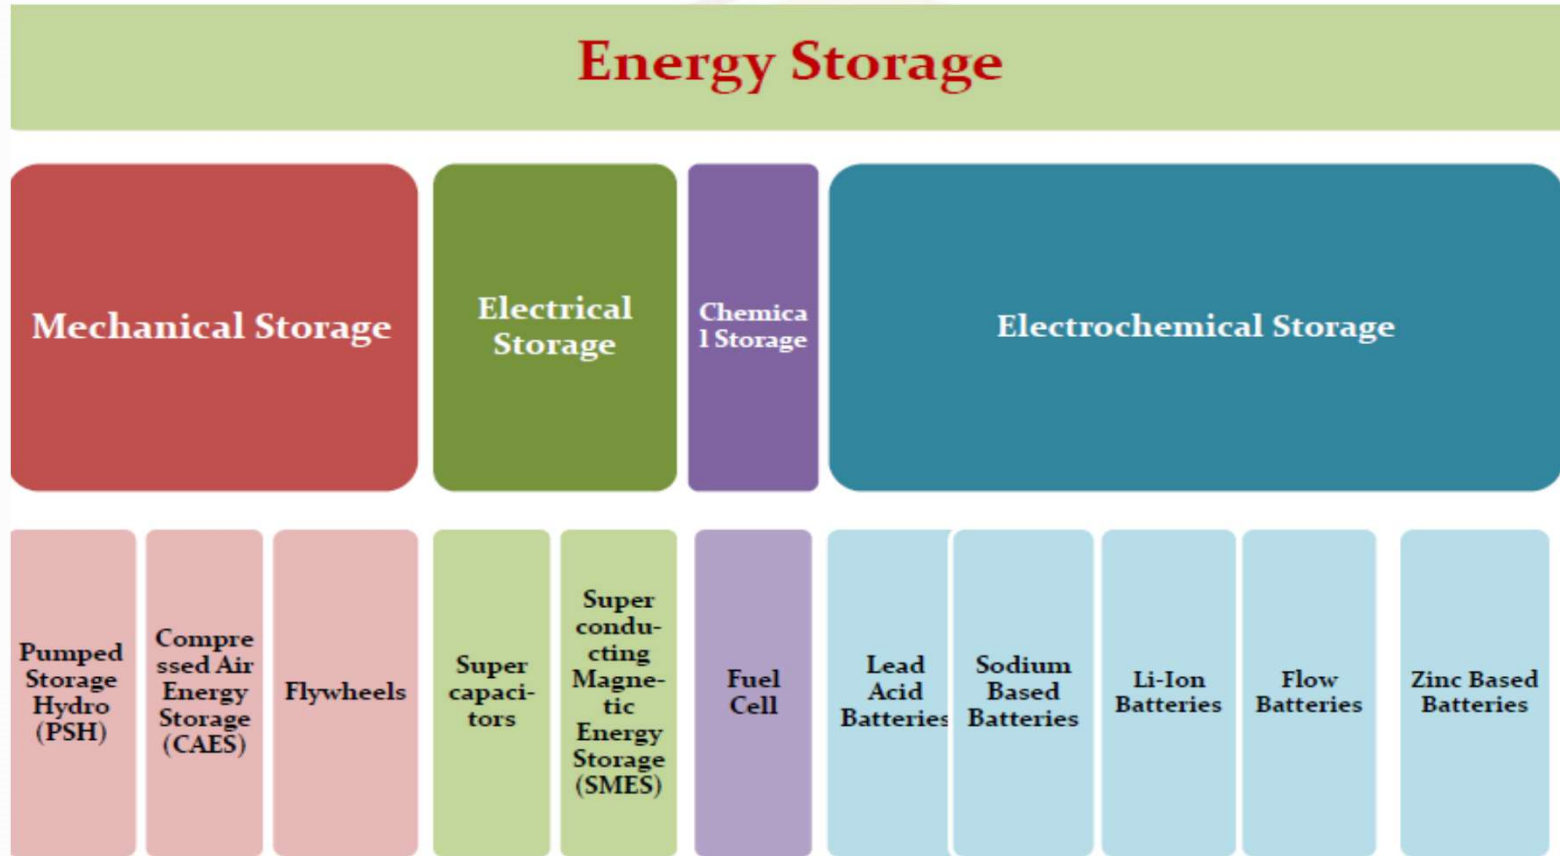 Energy Storage
Mechanical Storage
Electrical
Storage
Chemica
l Storage
Electrochemical Storage
Pumped
Storage
Hydro
(PSH)
Compre
ssed Air
Energy
Storage
(CAES)
Flywheels
Super
capaci-
tors
Super
condu-
cting
Magne-
tic
Energy
Storage
(SMES)
Fuel
Cell
Lead
Acid
Batteries
Sodium
Based
Batteries
Li-Ion
Batteries
Flow
Batteries
Zinc Based
Batteries